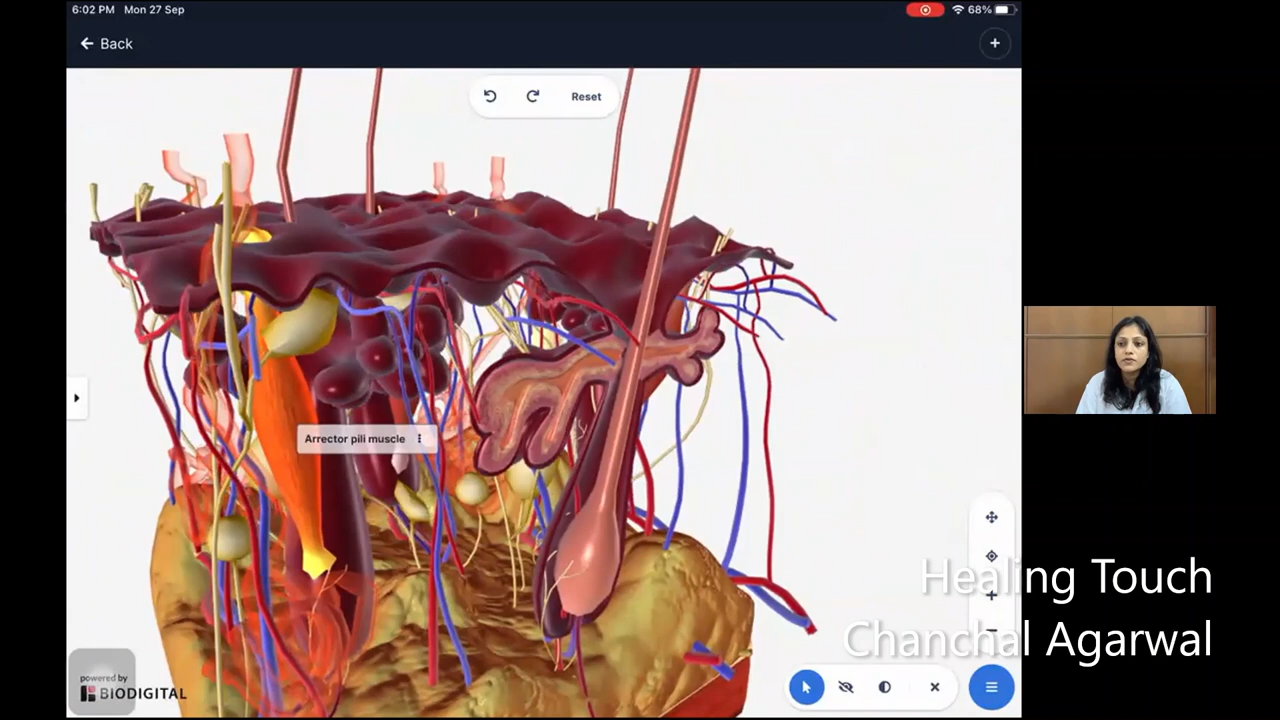 6:02 PM Mon 27 Sep
68%
Back
Reset
Arrector pili muscle
Healing Touch
Chanchal Agarwal
powered by
BIODIGITAL